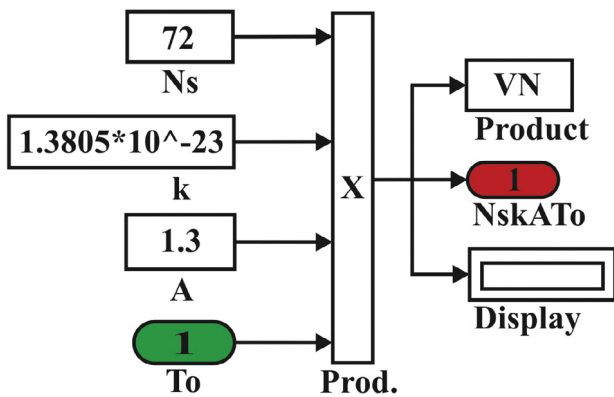 72
Ns
1.3805*10^-23
k
1.3
A
1
To
X
Prod.
VN
Product
1
NskATo
Display